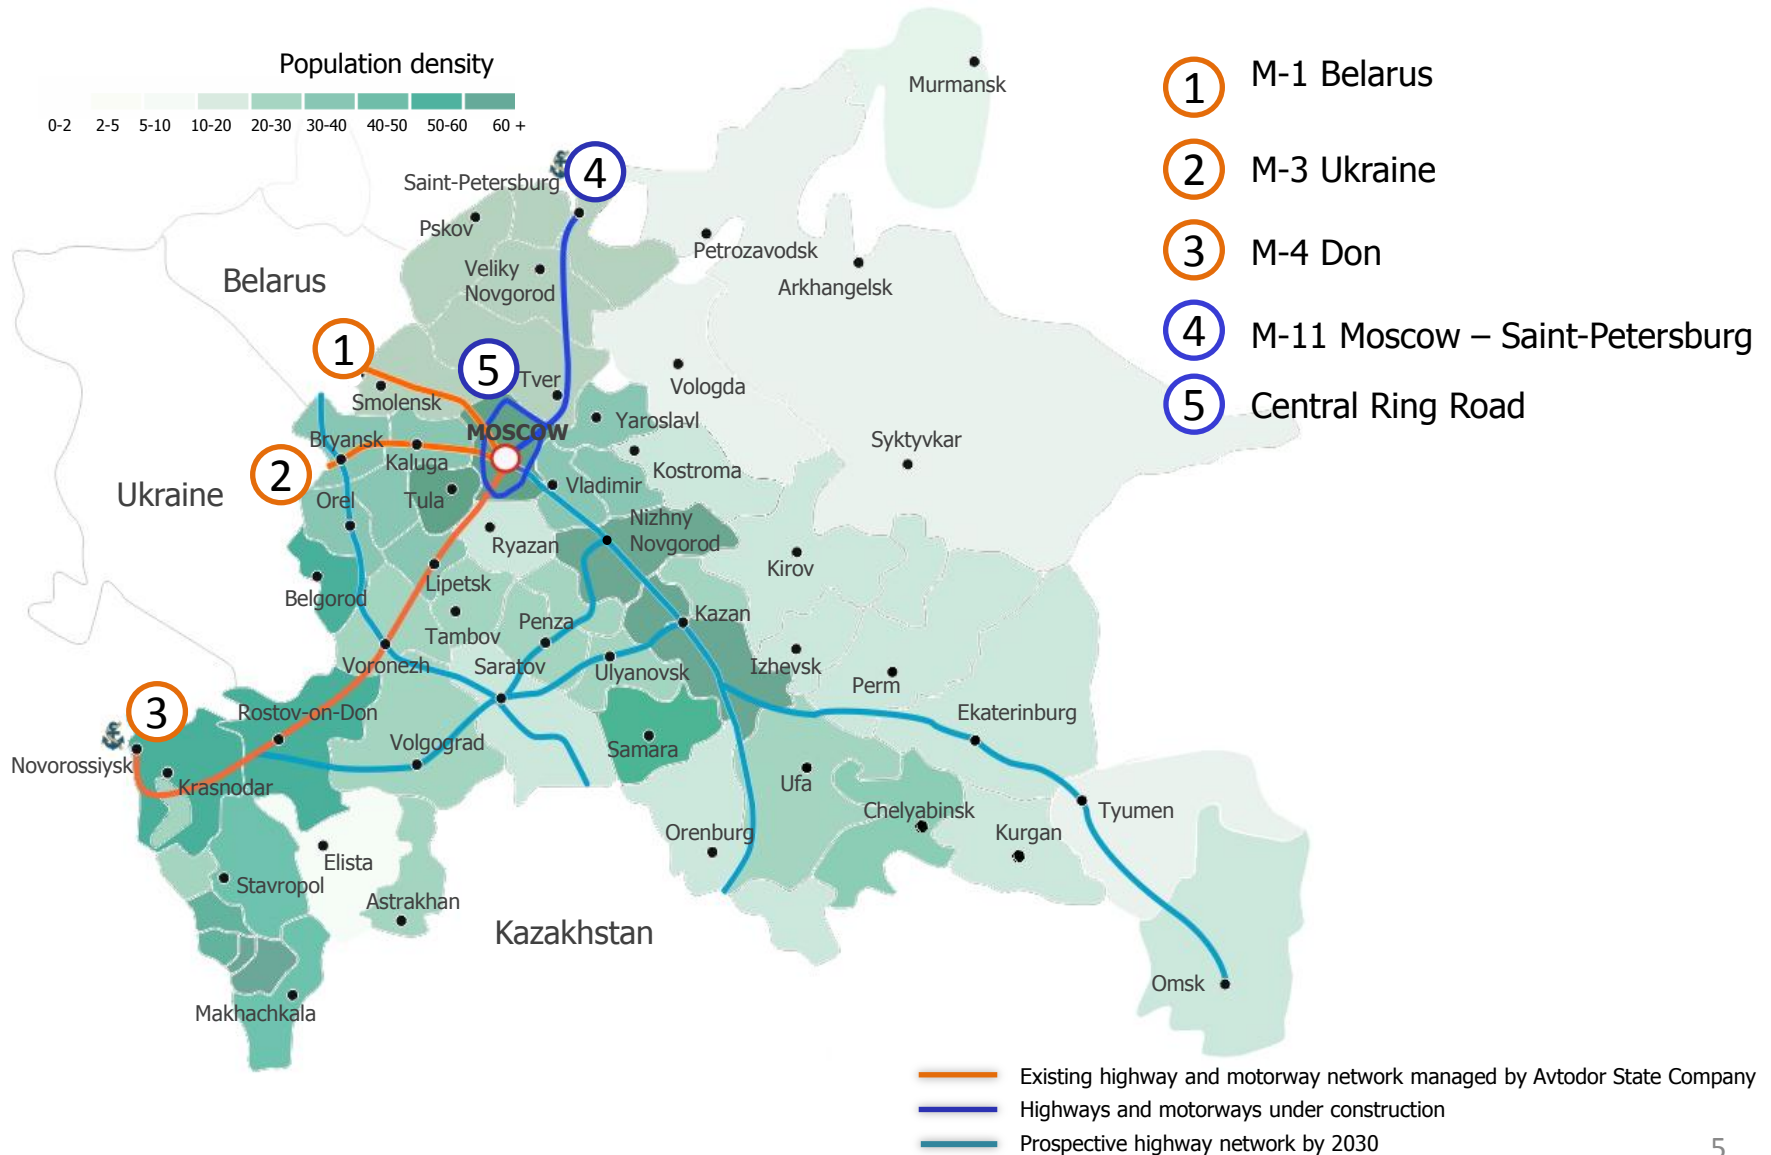 Population density
0-2 2-5 5-10 10-20 20-30 30-40 40-50 50-60 60 +
1 M-1 Belarus
2 M-3 Ukraine
3 M-4 Don
4 M-11 Moscow – Saint-Petersburg
5 Central Ring Road
Murmansk
4
Saint-Petersburg
Pskov
Petrozavodsk
Veliky
Novgorod
Arkhangelsk
Belarus
1
5
Tver
Vologda
Smolensk
Yaroslavl
MOSCOW
Bryansk
Kaluga
Kostroma
Syktyvkar
2
Ukraine
Orel
Tula
Vladimir
Nizhny
Novgorod
Ryazan
Kirov
Lipetsk
Belgorod
Tambov
Penza
Kazan
Voronezh
Saratov
Ulyanovsk
Izhevsk
Perm
3
Rostov-on-Don
Ekaterinburg
Volgograd
Samara
Novorossiysk
Krasnodar
Ufa
Chelyabinsk
Tyumen
Orenburg
Kurgan
Elista
Stavropol
Astrakhan
Kazakhstan
Omsk
Makhachkala
Existing highway and motorway network managed by Avtodor State Company
Highways and motorways under construction
Prospective highway network by 2030
5